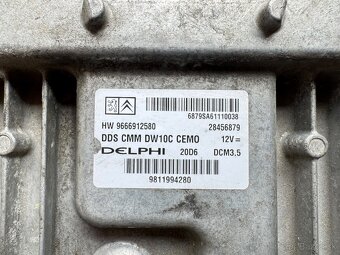 6879SA61110038
HW 9666912580 28456879
DDS CMM DW10C CEMO 12V =
DELPHI 20D6 DCM3.5
9811994280